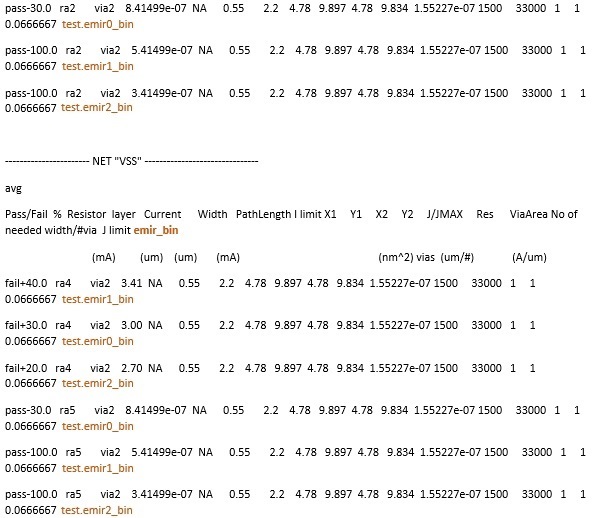 pass-30.0 ra2 via2 8.41499e-07 NA 0.55 2.2 4.78 9.897 4.78 9.834 1.55227e-07 1500 33000 1 1
0.0666667 test.emir0_bin
pass-100.0 ra2 via2 5.41499e-07 NA 0.55 2.2 4.78 9.897 4.78 9.834 1.55227e-07 1500 33000 1 1
0.0666667 test.emir1_bin
pass-100.0 ra2 via2 3.41499e-07 NA 0.55 2.2 4.78 9.897 4.78 9.834 1.55227e-07 1500 33000 1 1
0.0666667 test.emir2_bin
----------------------- NET "VSS" -------------------------------
avg
Pass/Fail % Resistor layer Current Width PathLength I limit X1 Y1 X2 Y2 J/JMAX Res ViaArea No of
needed width/#via J limit emir_bin
(mA) (um) (um) (mA) (nm^2) vias (um/#) (A/um)
fail+40.0 ra4 via2 3.41 NA 0.55 2.2 4.78 9.897 4.78 9.834 1.55227e-07 1500 33000 1 1
0.0666667 test.emir1_bin
fail+30.0 ra4 via2 3.00 NA 0.55 2.2 4.78 9.897 4.78 9.834 1.55227e-07 1500 33000 1 1
0.0666667 test.emir0_bin
fail+20.0 ra4 via2 2.70 NA 0.55 2.2 4.78 9.897 4.78 9.834 1.55227e-07 1500 33000 1 1
0.0666667 test.emir2_bin
pass-30.0 ra5 via2 8.41499e-07 NA 0.55 2.2 4.78 9.897 4.78 9.834 1.55227e-07 1500 33000 1 1
0.0666667 test.emir0_bin
pass-100.0 ra5 via2 5.41499e-07 NA 0.55 2.2 4.78 9.897 4.78 9.834 1.55227e-07 1500 33000 1 1
0.0666667 test.emir1_bin
pass-100.0 ra5 via2 3.41499e-07 NA 0.55 2.2 4.78 9.897 4.78 9.834 1.55227e-07 1500 33000 1 1
0.0666667 test.emir2_bin